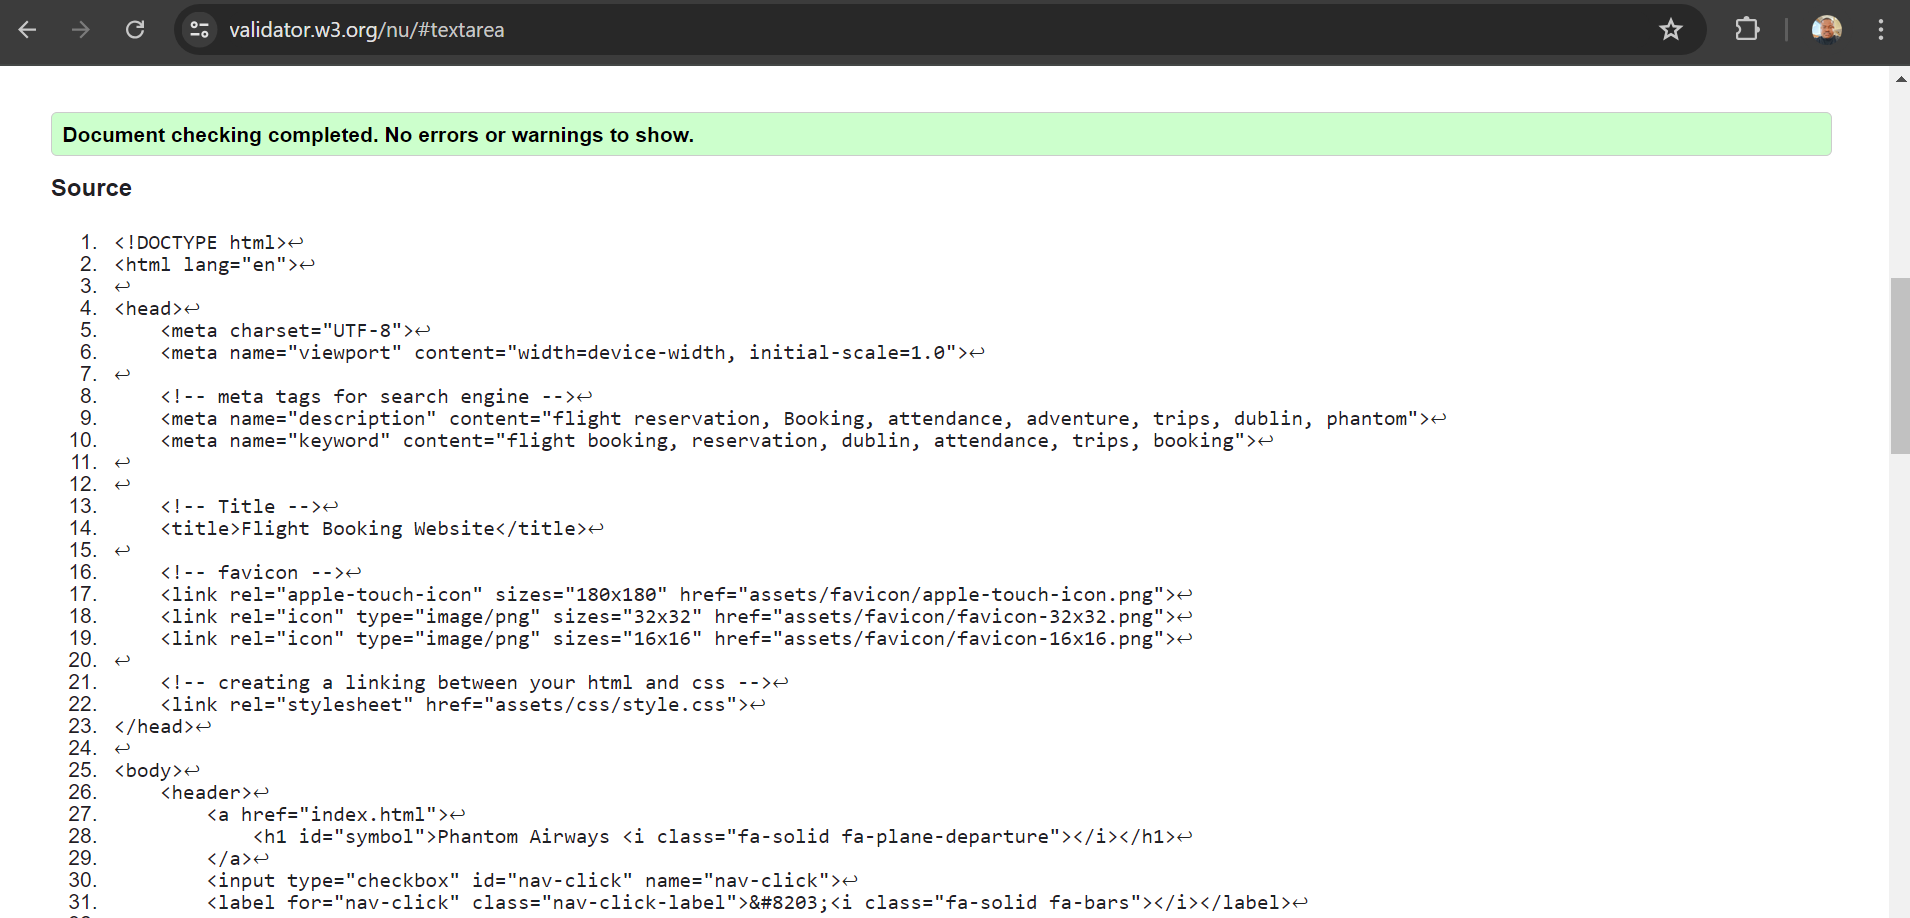 validator.w3.org/nu/#textarea
Document checking completed. No errors or warnings to show.
Source
1. <!DOCTYPE html>↩
2. <html lang="en">↩
3. ↩
4. <head>↩
5.     <meta charset="UTF-8">↩
6.     <meta name="viewport" content="width=device-width, initial-scale=1.0">↩
7. ↩
8.     <!-- meta tags for search engine -->↩
9.     <meta name="description" content="flight reservation, Booking, attendance, adventure, trips, dublin, phantom">↩
10.     <meta name="keyword" content="flight booking, reservation, dublin, attendance, trips, booking">↩
11. ↩
12. ↩
13.     <!-- Title -->↩
14.     <title>Flight Booking Website</title>↩
15. ↩
16.     <!-- favicon -->↩
17.     <link rel="apple-touch-icon" sizes="180x180" href="assets/favicon/apple-touch-icon.png">↩
18.     <link rel="icon" type="image/png" sizes="32x32" href="assets/favicon/favicon-32x32.png">↩
19.     <link rel="icon" type="image/png" sizes="16x16" href="assets/favicon/favicon-16x16.png">↩
20. ↩
21.     <!-- creating a linking between your html and css -->↩
22.     <link rel="stylesheet" href="assets/css/style.css">↩
23. </head>↩
24. ↩
25. <body>↩
26.     <header>↩
27.         <a href="index.html">↩
28.             <h1 id="symbol">Phantom Airways <i class="fa-solid fa-plane-departure"></i></h1>↩
29.         </a>↩
30.         <input type="checkbox" id="nav-click" name="nav-click">↩
31.         <label for="nav-click" class="nav-click-label">&#8203;<i class="fa-solid fa-bars"></i></label>↩